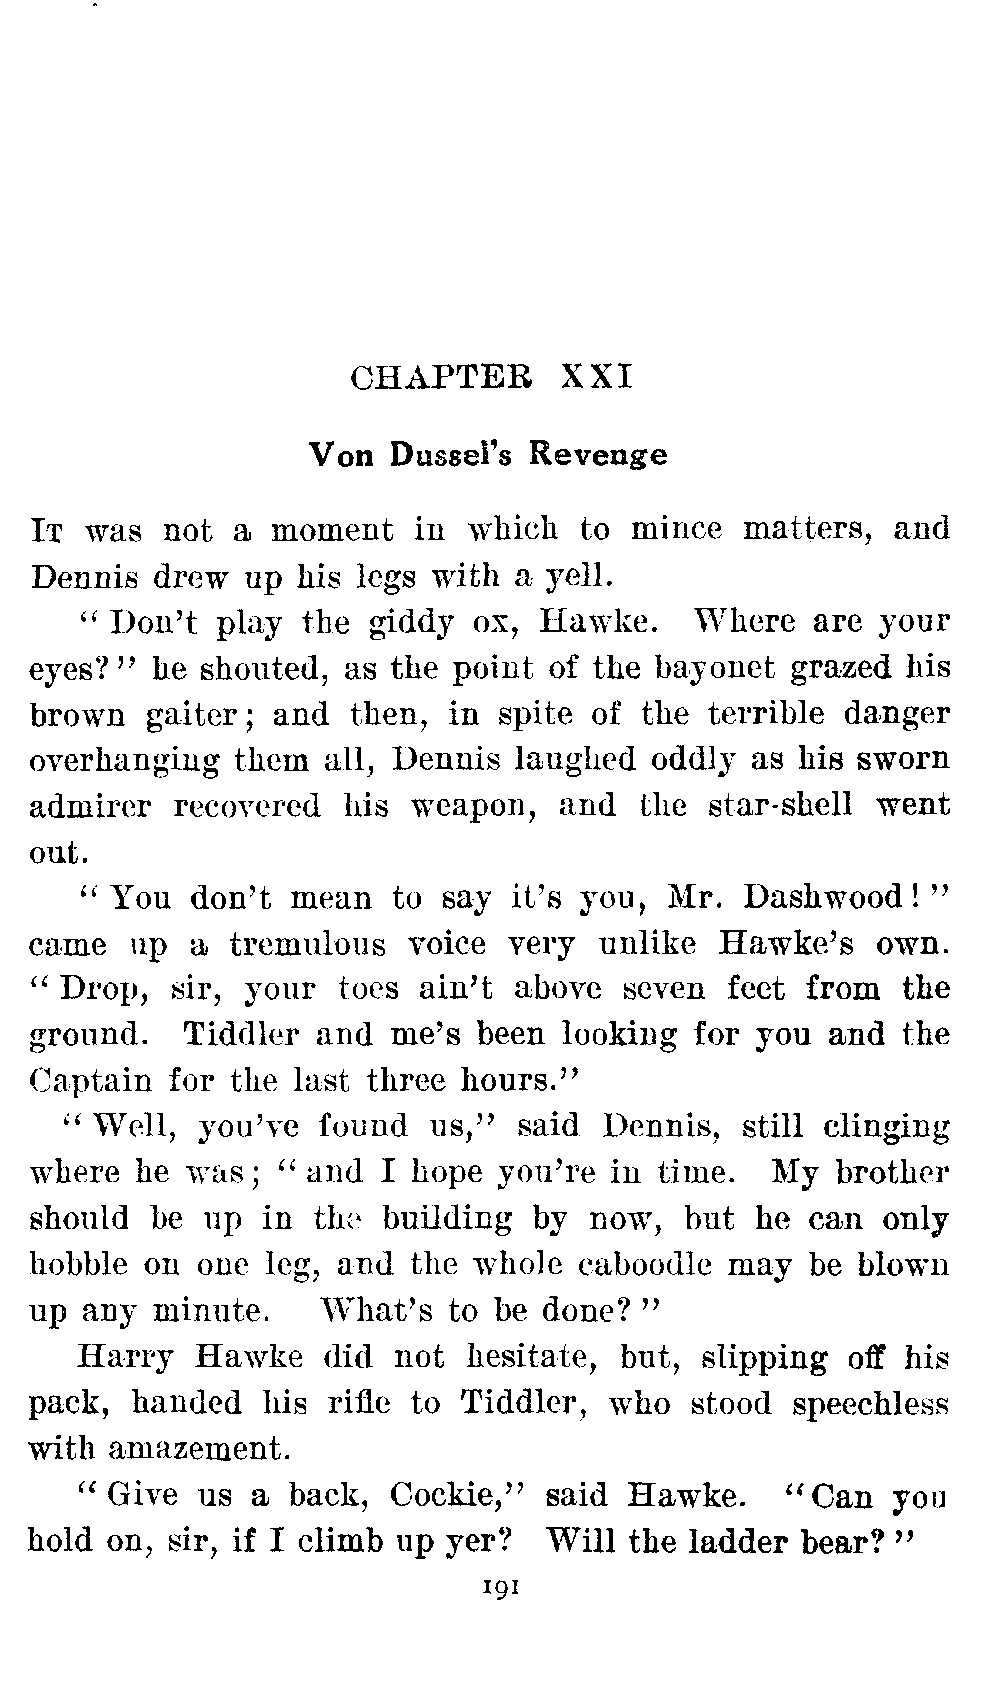 CHAPTER XXI
Von Dussel's Revenge
IT was not a moment in which to mince matters, and
Dennis drew up his legs with a yell.
"Don't play the giddy ox, Hawke. Where are your
eyes?" he shouted, as the point of the bayonet grazed his
brown gaiter; and then, in spite of the terrible danger
overhanging them all, Dennis laughed oddly as his sworn
admirer recovered his weapon, and the star-shell went
out.
"You don't mean to say it's you, Mr. Dashwood!"
came up a tremulous voice very unlike Hawke's own.
"Drop, sir, your toes ain't above seven feet from the
ground. Tiddler and me's been looking for you and the
Captain for the last three hours."
"Well, you've found us," said Dennis, still clinging
where he was; "and I hope you're in time. My brother
should be up in the building by now, but he can only
hobble on one leg, and the whole caboodle may be blown
up any minute. What's to be done?"
Harry Hawke did not hesitate, but, slipping off his
pack, handed his rifle to Tiddler, who stood speechless
with amazement.
"Give us a back, Cockie," said Hawke. "Can you
hold on, sir, if I climb up yer? Will the ladder bear?"
191